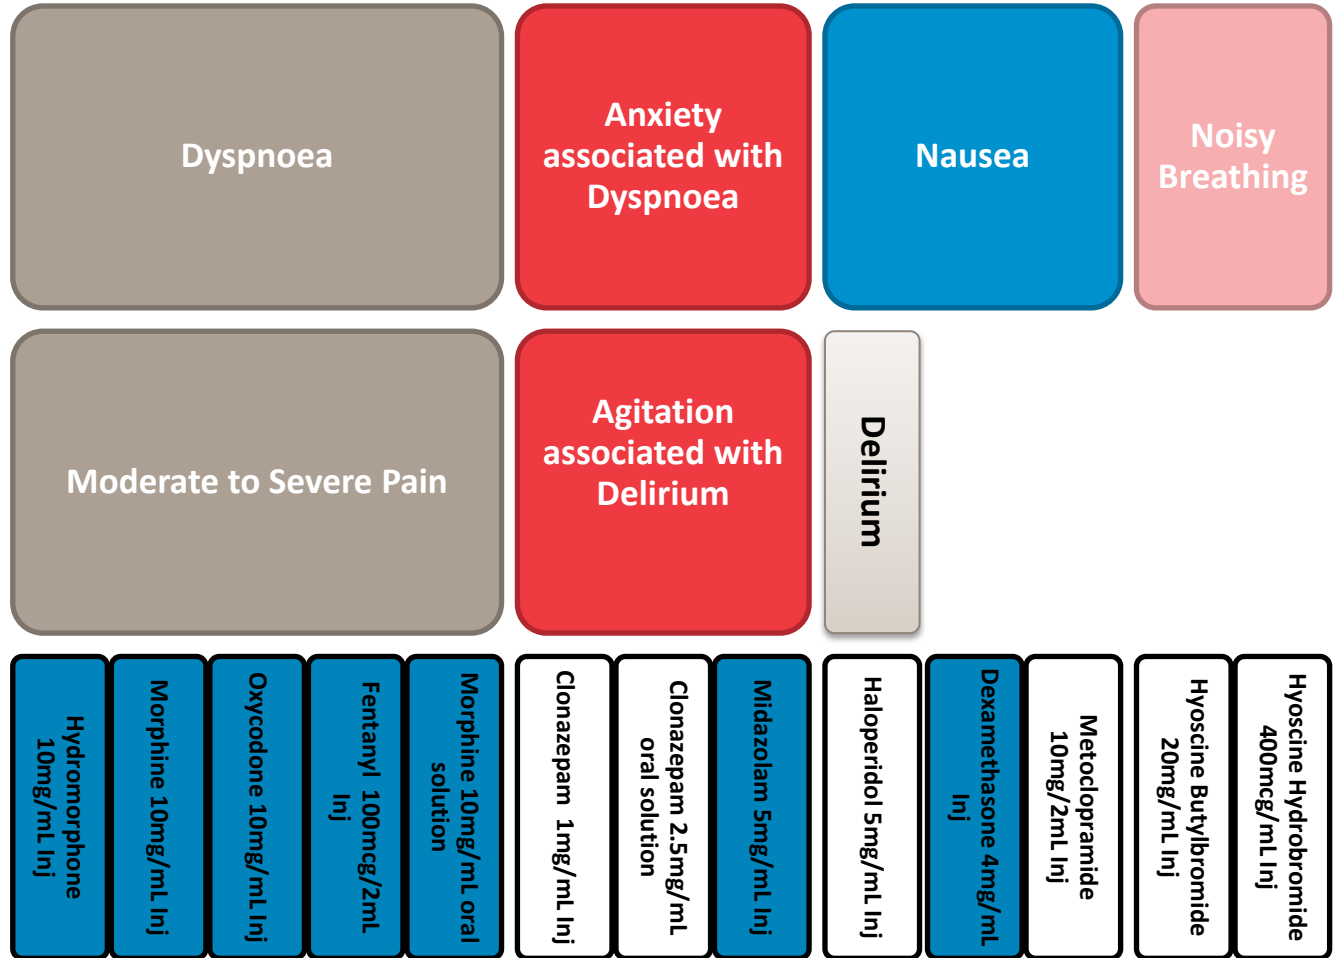 Dyspnoea
Anxiety
associated with
Dyspnoea
Nausea
Noisy
Breathing
Moderate to Severe Pain
Agitation
associated with
Delirium
Delirium
Hydromorphone
10mg/mL Inj
Morphine 10mg/mL Inj
Oxycodone 10mg/mL Inj
Fentanyl 100mcg/2mL
Inj
Morphine 10mg/mL oral
solution
Clonazepam 1mg/mL Inj
Clonazepam 2.5mg/mL
oral solution
Midazolam 5mg/mL Inj
Haloperidol 5mg/mL Inj
Dexamethasone 4mg/mL
Inj
Metoclopramide
10mg/2mL Inj
Hyoscine Butylbromide
20mg/mL Inj
Hyoscine Hydrobromide
400mcg/mL Inj